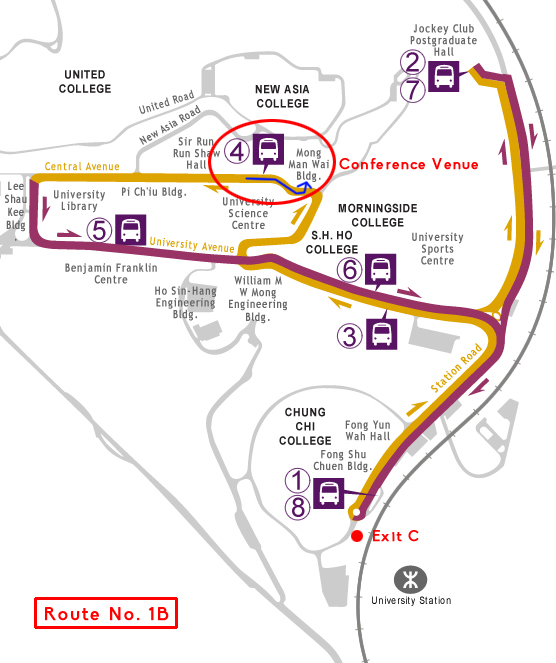 Jockey Club
Postgraduate
Hall
2
7
UNITED
COLLEGE
NEW ASIA
COLLEGE
United Road
New Asia Road
Sir Run
Run Shaw
Hall
4
Mong
Man Wai
Bldg.
Conference Venue
Central Avenue
Lee
Shau
Kee
Bldg
.
University
Library
Pi Ch'iu Bldg.
University
Science
Centre
MORNINGSIDE
COLLEGE
S.H. HO
COLLEGE
University
Sports
Centre
5
University Avenue
6
Benjamin Franklin
Centre
Ho Sin-Hang
Engineering
Bldg.
William M
W Mong
Engineering
Bldg.
3
Station Road
CHUNG
CHI
COLLEGE
Fong Yun
Wah Hall
Fong Shu
Chuen Bldg.
1
8
Exit C
University Station
Route No. 1B